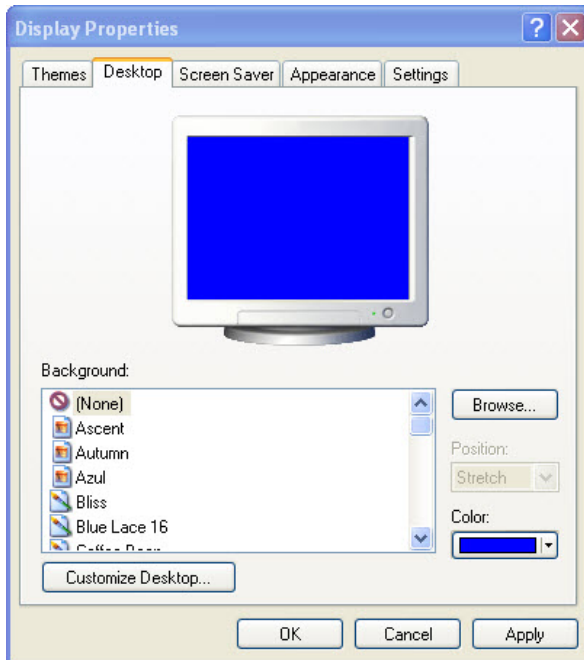 Display Properties
Themes Desktop Screen Saver Appearance Settings
Background:
(None)
Ascent
Autumn
Azul
Bliss
Blue Lace 16
Browse...
Position:
Stretch
Color:
Customize Desktop...
OK Cancel Apply